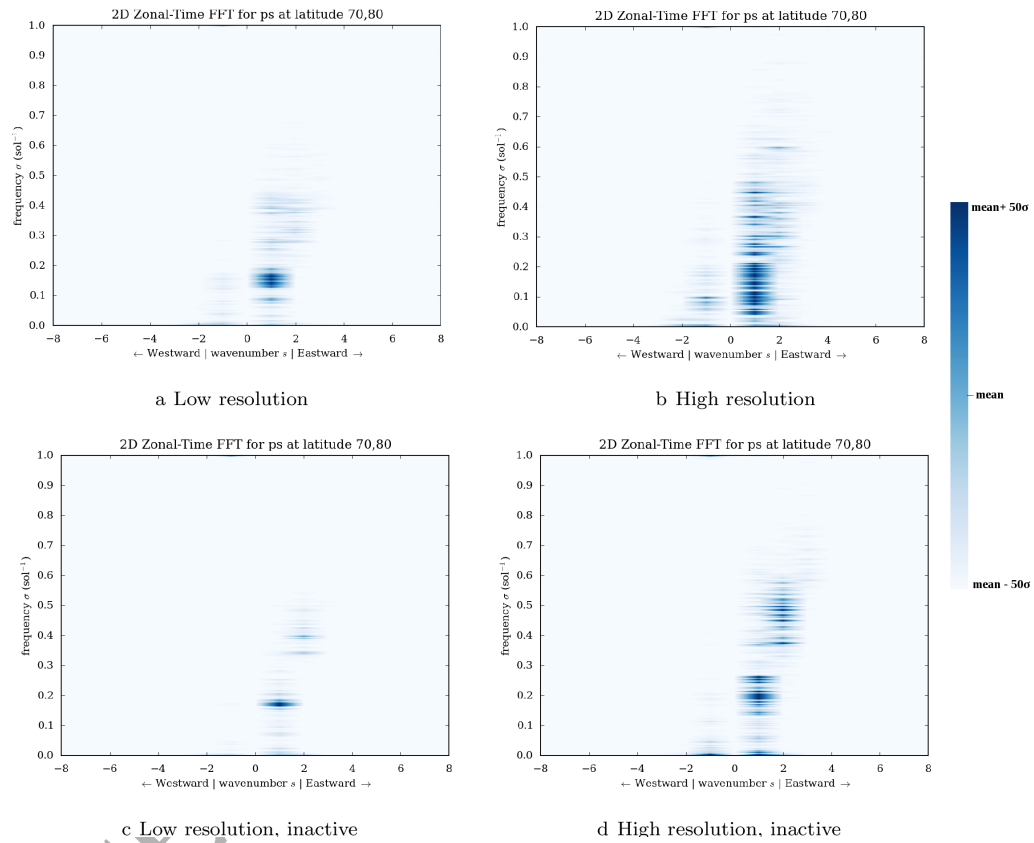 2D Zonal-Time FFT for ps at latitude 70,80
1.0
0.9
0.8
0.7
0.6
0.5
0.4
0.3
0.2
0.1
0.0
frequency σ (sol⁻¹)
−8 −6 −4 −2 0 2 4 6 8
← Westward | wavenumber s | Eastward →
a Low resolution
2D Zonal-Time FFT for ps at latitude 70,80
1.0
0.9
0.8
0.7
0.6
0.5
0.4
0.3
0.2
0.1
0.0
frequency σ (sol⁻¹)
−8 −6 −4 −2 0 2 4 6 8
← Westward | wavenumber s | Eastward →
b High resolution
mean+ 50σ
mean
mean - 50σ
2D Zonal-Time FFT for ps at latitude 70,80
1.0
0.9
0.8
0.7
0.6
0.5
0.4
0.3
0.2
0.1
0.0
frequency σ (sol⁻¹)
−8 −6 −4 −2 0 2 4 6 8
← Westward | wavenumber s | Eastward →
c Low resolution, inactive
2D Zonal-Time FFT for ps at latitude 70,80
1.0
0.9
0.8
0.7
0.6
0.5
0.4
0.3
0.2
0.1
0.0
frequency σ (sol⁻¹)
−8 −6 −4 −2 0 2 4 6 8
← Westward | wavenumber s | Eastward →
d High resolution, inactive